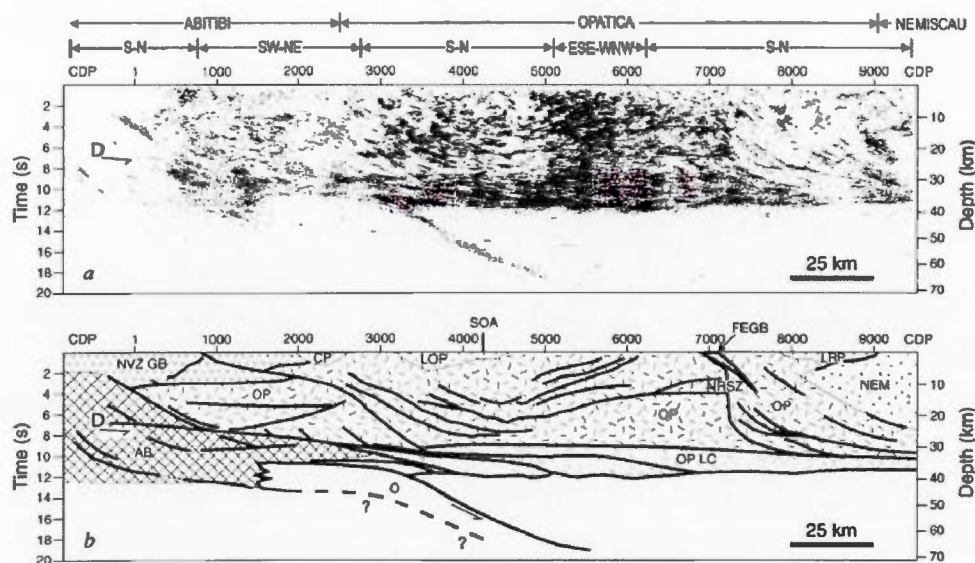 ABITIBI OPATICA NEMISCAU
S-N SW-NE S-N ESE-WNW S-N
CDP 1 1000 2000 3000 4000 5000 6000 7000 8000 9000 CDP
Time (s)
2
4
6
8
10
12
14
16
18
20
D
a
25 km
10
20
30
40
50
60
70
Depth (km)
SOA FEGB
CDP 1 1000 2000 3000 4000 5000 6000 7000 8000 9000 CDP
Time (s)
2
4
6
8
10
12
14
16
18
20
NVZ GB CP LOP LRP
NRSZ NEM
OP OP OP
D
AB
OP LC
O
?
?
b
25 km
10
20
30
40
50
60
70
Depth (km)